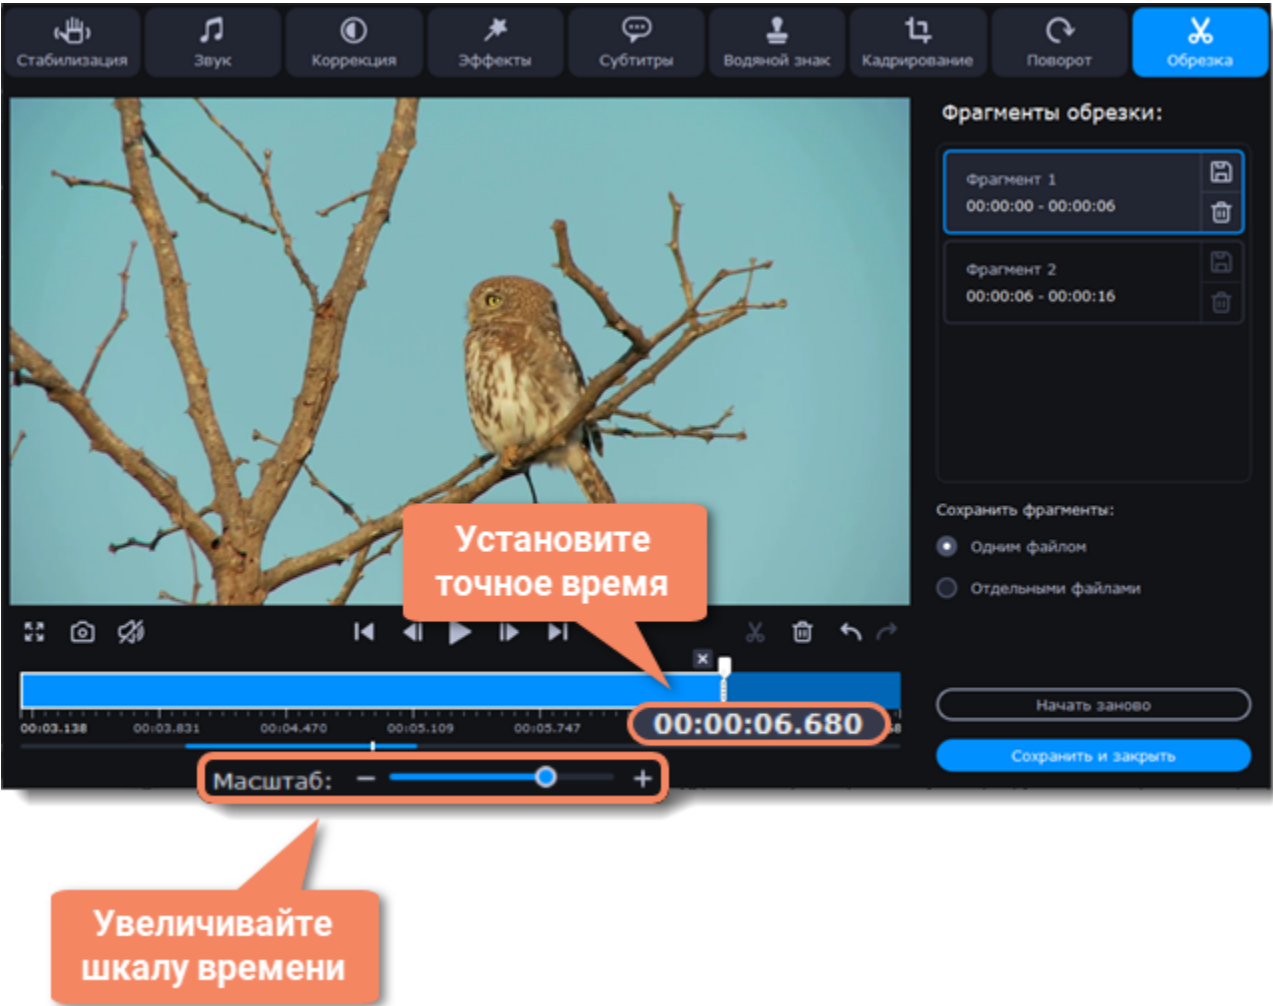 Стабилизация
Звук
Коррекция
Эффекты
Субтитры
Водяной знак
Кадрирование
Поворот
Обрезка
Фрагменты обрезки:
Фрагмент 1
00:00:00 - 00:00:06
Фрагмент 2
00:00:06 - 00:00:16
Сохранить фрагменты:
Одним файлом
Отдельными файлами
Установите
точное время
00:03.138
00:03.831
00:04.470
00:05.109
00:05.747
00:00:06.680
Начать заново
Сохранить и закрыть
Масштаб:
Увеличивайте
шкалу времени